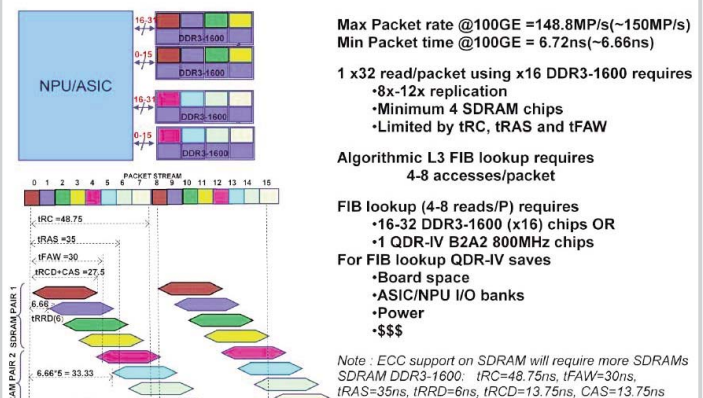 16-31
DDR3-1600
0-15
DDR3-1600
NPU/ASIC
16-31
DDR3-1600
0-15
DDR3-1600
PACKET STREAM
0 1 2 3 4 5 6 7 8 9 10 11 12 13 14 15
tRC =48.75
tRAS =35
tFAW =30
tRCD+CAS =27.5
6.66
tRRD(6)
6.66*5 = 33.33
SDRAM PAIR 1
AM PAIR 2
Max Packet rate @100GE =148.8MP/s(~150MP/s)
Min Packet time @100GE = 6.72ns(~6.66ns)
1 x32 read/packet using x16 DDR3-1600 requires
•8x-12x replication
•Minimum 4 SDRAM chips
•Limited by tRC, tRAS and tFAW
Algorithmic L3 FIB lookup requires
4-8 accesses/packet
FIB lookup (4-8 reads/P) requires
•16-32 DDR3-1600 (x16) chips OR
•1 QDR-IV B2A2 800MHz chips
For FIB lookup QDR-IV saves
•Board space
•ASIC/NPU I/O banks
•Power
•$$$
Note : ECC support on SDRAM will require more SDRAMs
SDRAM DDR3-1600: tRC=48.75ns, tFAW=30ns,
tRAS=35ns, tRRD=6ns, tRCD=13.75ns, CAS=13.75ns